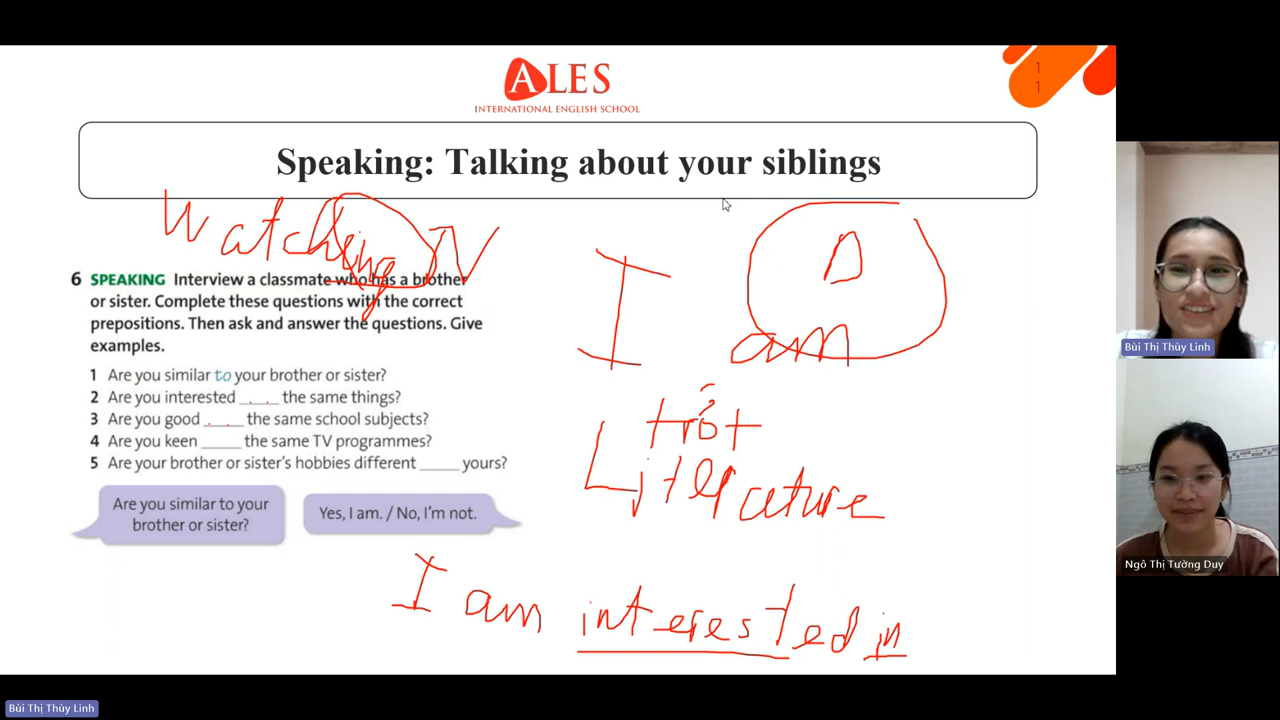 1
1
ALES
INTERNATIONAL ENGLISH SCHOOL
Speaking: Talking about your siblings
Watching TV
I am
6 SPEAKING Interview a classmate who has a brother
or sister. Complete these questions with the correct
prepositions. Then ask and answer the questions. Give
examples.
1 Are you similar to your brother or sister?
2 Are you interested ____ the same things?
3 Are you good ____ the same school subjects?
4 Are you keen ____ the same TV programmes?
5 Are your brother or sister's hobbies different ____ yours?
Literature
Are you similar to your
brother or sister?
Yes, I am. / No, I'm not.
I am interested in
Bùi Thị Thùy Linh
Ngô Thị Tường Duy
Bùi Thị Thùy Linh